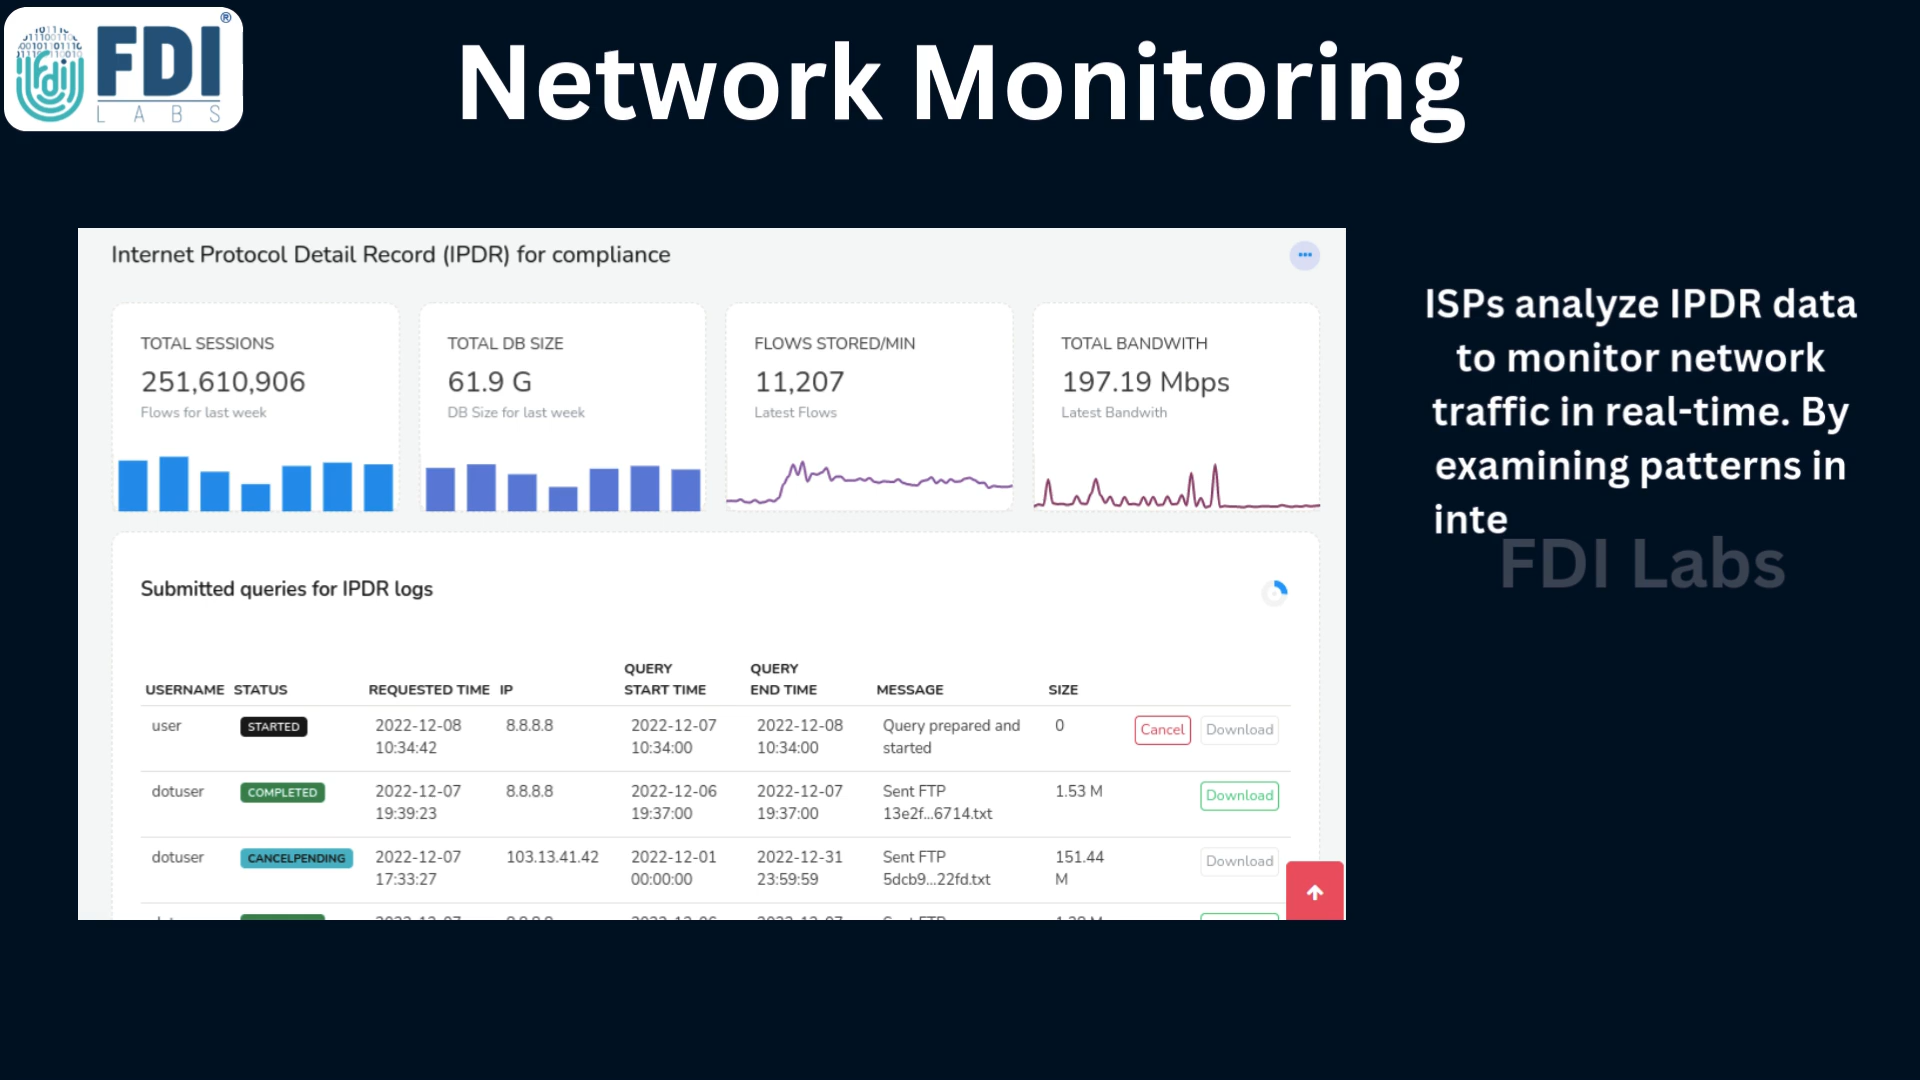 FDI
®
LABS
Network Monitoring
Internet Protocol Detail Record (IPDR) for compliance
TOTAL SESSIONS
251,610,906
Flows for last week
TOTAL DB SIZE
61.9 G
DB Size for last week
FLOWS STORED/MIN
11,207
Latest Flows
TOTAL BANDWITH
197.19 Mbps
Latest Bandwith
Submitted queries for IPDR logs
USERNAME STATUS REQUESTED TIME IP QUERY START TIME QUERY END TIME MESSAGE SIZE
user STARTED 2022-12-08 8.8.8.8 2022-12-07 2022-12-08 Query prepared and 0 Cancel Download
10:34:42 10:34:00 10:34:00 started
dotuser COMPLETED 2022-12-07 8.8.8.8 2022-12-06 2022-12-07 Sent FTP 1.53 M Download
19:39:23 19:37:00 19:37:00 13e2f...6714.txt
dotuser CANCELPENDING 2022-12-07 103.13.41.42 2022-12-01 2022-12-31 Sent FTP 151.44 Download
17:33:27 00:00:00 23:59:59 5dcb9...22fd.txt M
ISPs analyze IPDR data
to monitor network
traffic in real-time. By
examining patterns in
inte
FDI Labs